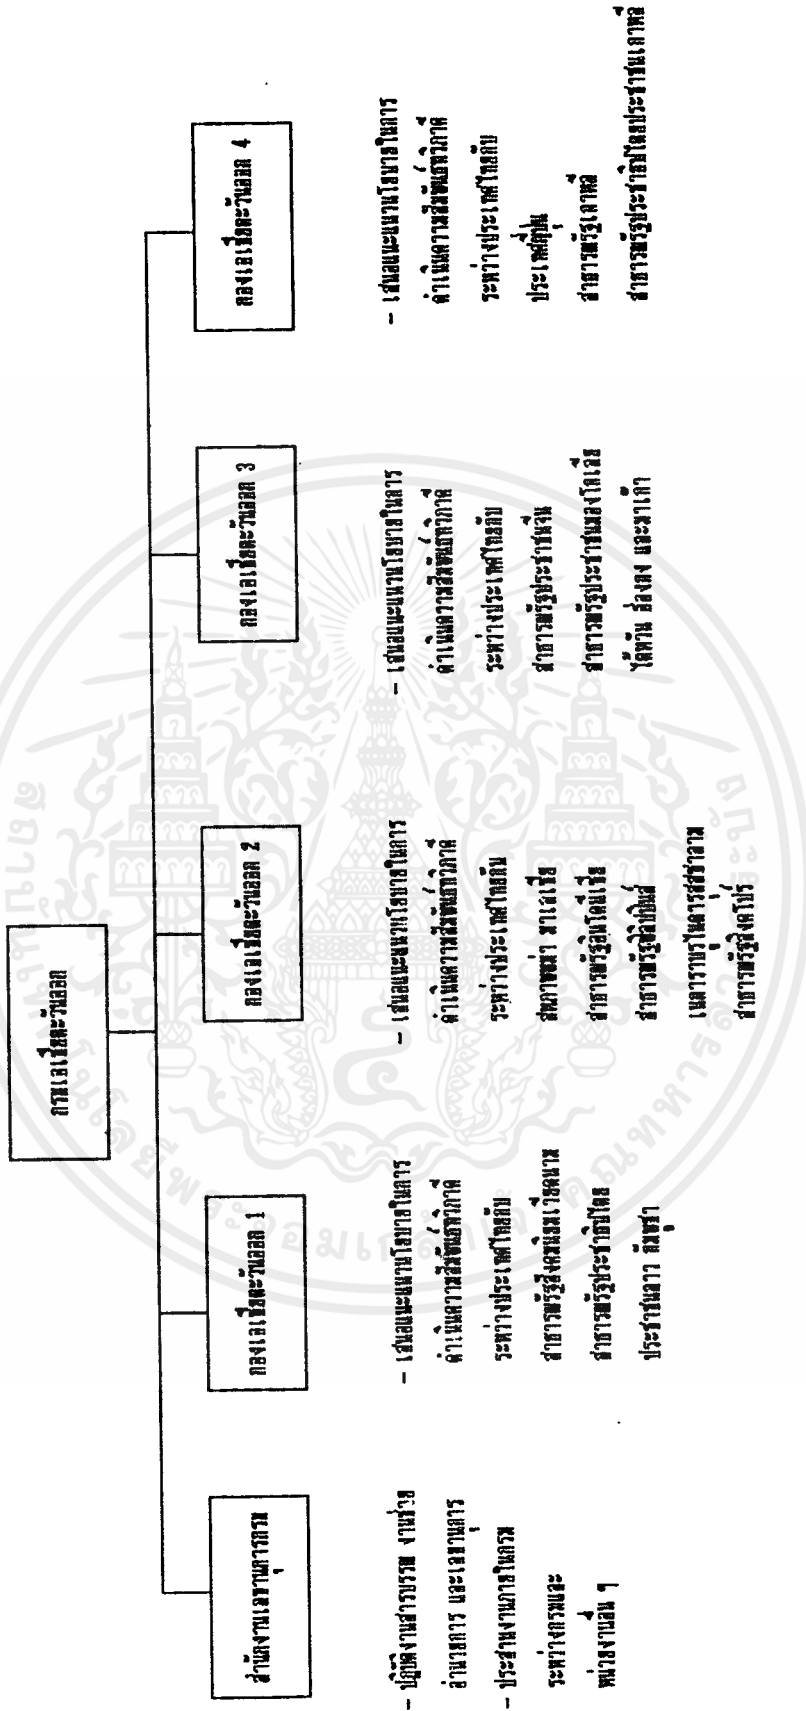 กรมเอเชียตะวันออก
สำนักงานเลขานุการกรม
- ปฏิบัติงานสารบรรณ งานช่วย
อำนวยการ และเลขานุการ
- ประสานงานภายในกรม
ระหว่างกรมและ
หน่วยงานอื่น ๆ
กองเอเชียตะวันออก 1
- เสนอแนะแนวนโยบายในการ
ดำเนินความสัมพันธ์ทวิภาคี
ระหว่างประเทศไทยกับ
สาธารณรัฐสังคมนิยมเวียดนาม
สาธารณรัฐประชาธิปไตย
ประชาชนลาว กัมพูชา
กองเอเชียตะวันออก 2
- เสนอแนะแนวนโยบายในการ
ดำเนินความสัมพันธ์ทวิภาคี
ระหว่างประเทศไทยกับ
สหภาพพม่า มาเลเซีย
สาธารณรัฐอินโดนีเซีย
สาธารณรัฐฟิลิปปินส์
เนการาบรูไนดารุสซาลาม
สาธารณรัฐสิงคโปร์
กองเอเชียตะวันออก 3
- เสนอแนะแนวนโยบายในการ
ดำเนินความสัมพันธ์ทวิภาคี
ระหว่างประเทศไทยกับ
สาธารณรัฐประชาชนจีน
สาธารณรัฐประชาชนมองโกเลีย
ไต้หวัน ฮ่องกง และมาเก๊า
กองเอเชียตะวันออก 4
- เสนอแนะแนวนโยบายในการ
ดำเนินความสัมพันธ์ทวิภาคี
ระหว่างประเทศไทยกับ
ประเทศญี่ปุ่น
สาธารณรัฐเกาหลี
สาธารณรัฐประชาธิปไตยประชาชนเกาหลี